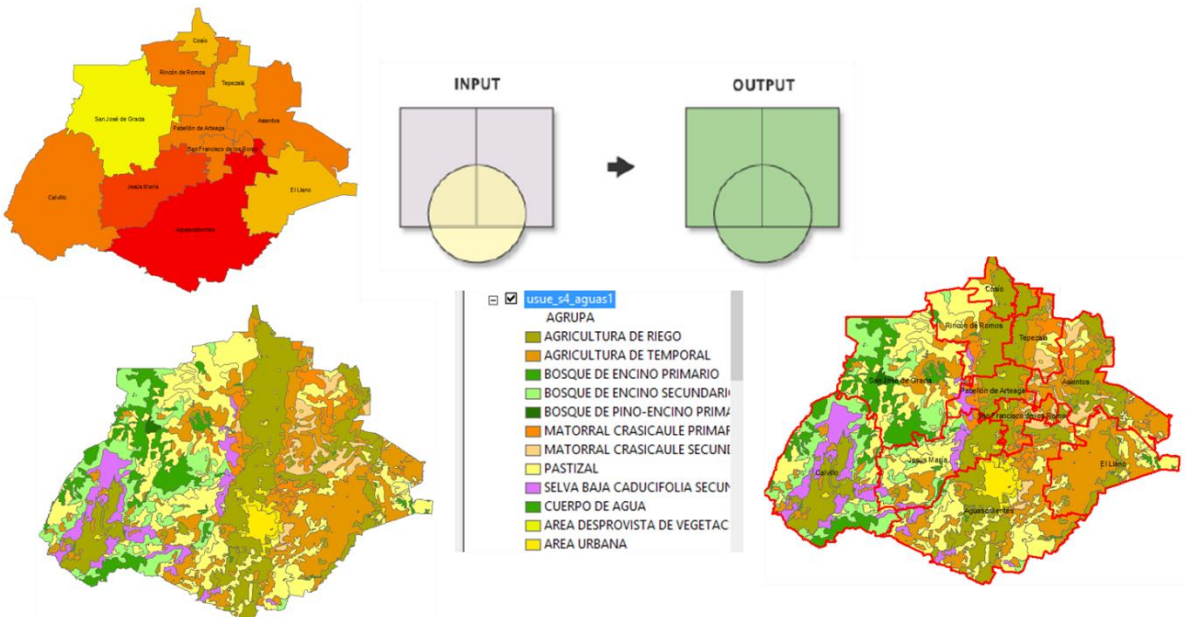 Cosío
Rincón de Romos
Tepezalá
San José de Gracia
Pabellón de Arteaga
Asientos
San Francisco de los Romo
Jesús María
Calvillo
El Llano
Aguascalientes
INPUT
OUTPUT
usue_s4_aguas1
AGRUPA
AGRICULTURA DE RIEGO
AGRICULTURA DE TEMPORAL
BOSQUE DE ENCINO PRIMARIO
BOSQUE DE ENCINO SECUNDARI
BOSQUE DE PINO-ENCINO PRIMA
MATORRAL CRASICAULE PRIMAR
MATORRAL CRASICAULE SECUND
PASTIZAL
SELVA BAJA CADUCIFOLIA SECUN
CUERPO DE AGUA
AREA DESPROVISTA DE VEGETAC
AREA URBANA
Cosío
Rincón de Romos
Tepezalá
San José de Gracia
Pabellón de Arteaga
Asientos
San Francisco de los Romo
Jesús María
Calvillo
El Llano
Aguascalientes